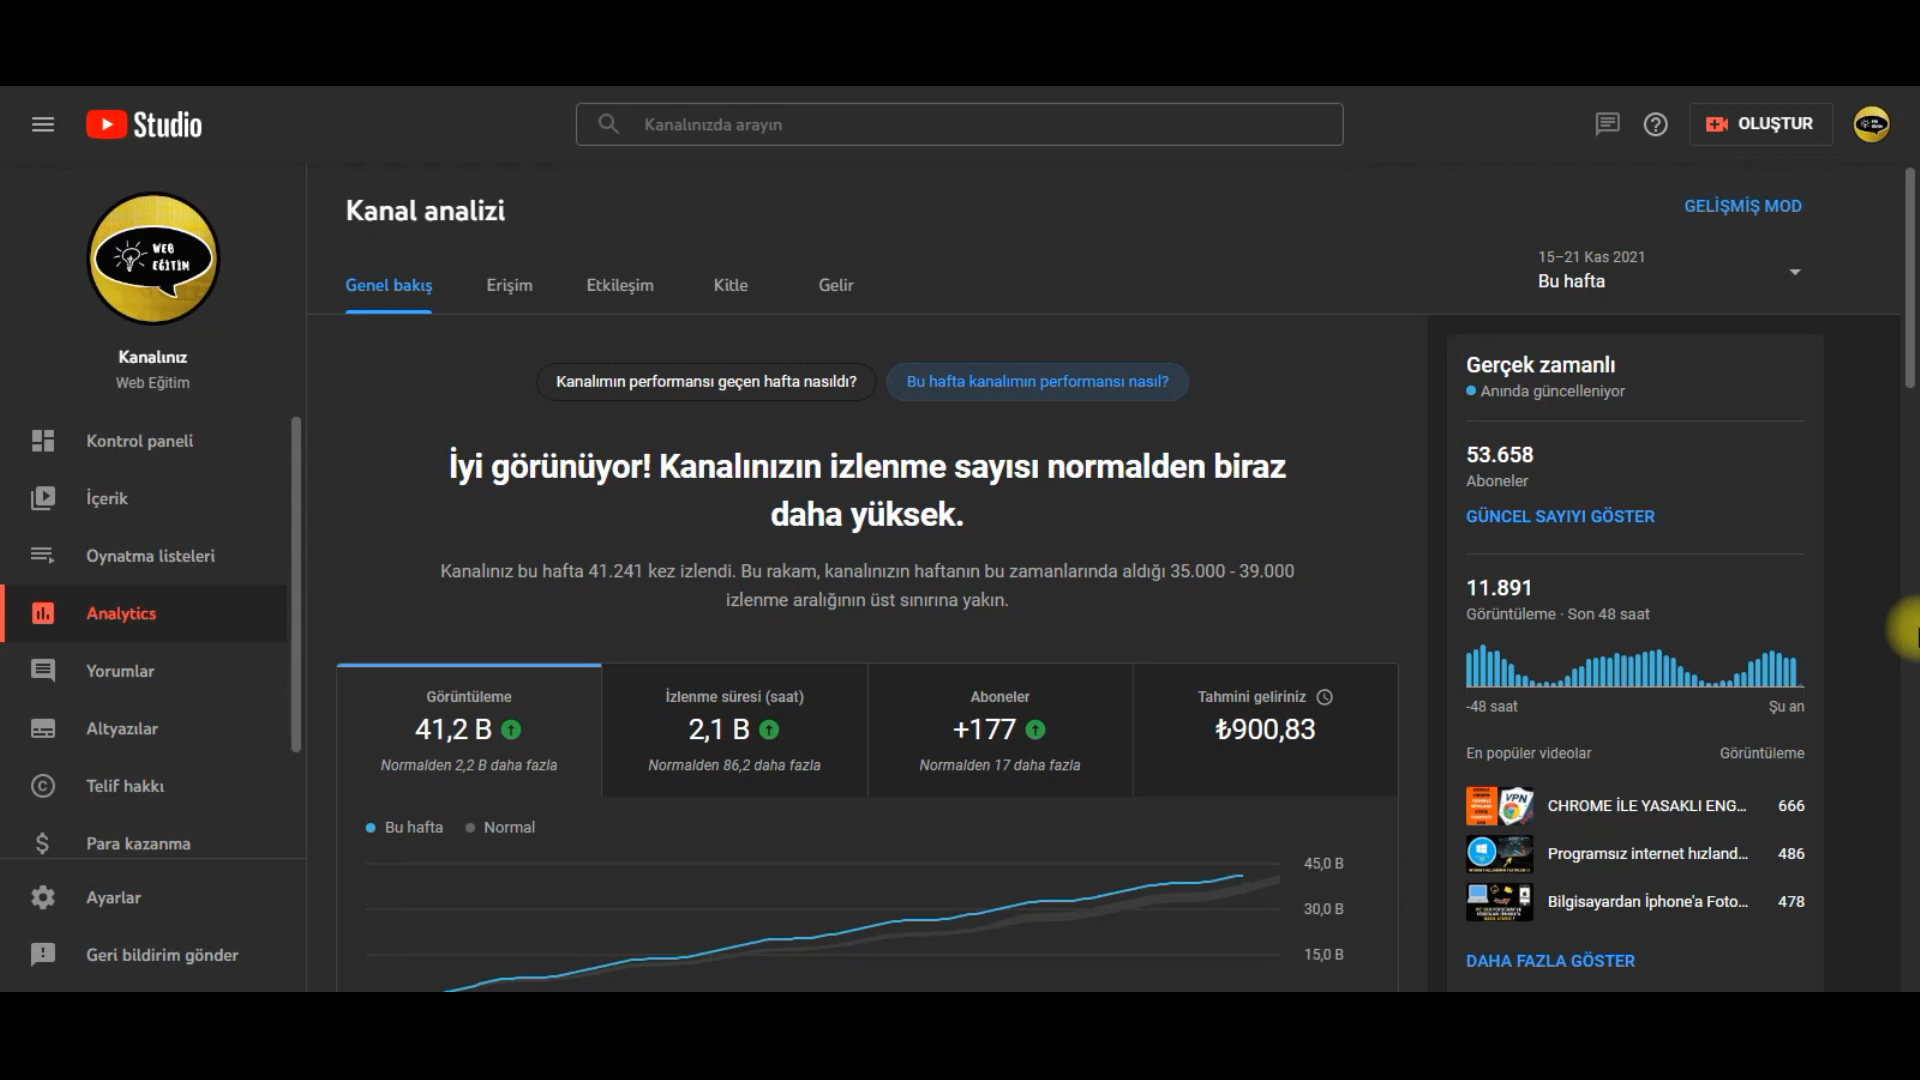 Studio
Kanalınızda arayın
OLUŞTUR
WEB
EĞİTİM
Kanalınız
Web Eğitim
Kontrol paneli
İçerik
Oynatma listeleri
Analytics
Yorumlar
Altyazılar
Telif hakkı
Para kazanma
Ayarlar
Geri bildirim gönder
Kanal analizi
GELİŞMİŞ MOD
Genel bakış
Erişim
Etkileşim
Kitle
Gelir
15–21 Kas 2021
Bu hafta
Kanalımın performansı geçen hafta nasıldı?
Bu hafta kanalımın performansı nasıl?
İyi görünüyor! Kanalınızın izlenme sayısı normalden biraz
daha yüksek.
Kanalınız bu hafta 41.241 kez izlendi. Bu rakam, kanalınızın haftanın bu zamanlarında aldığı 35.000 - 39.000
izlenme aralığının üst sınırına yakın.
Görüntüleme
41,2 B
Normalden 2,2 B daha fazla
İzlenme süresi (saat)
2,1 B
Normalden 86,2 daha fazla
Aboneler
+177
Normalden 17 daha fazla
Tahmini geliriniz
₺900,83
Bu hafta
Normal
45,0 B
30,0 B
15,0 B
Gerçek zamanlı
Anında güncelleniyor
53.658
Aboneler
GÜNCEL SAYIYI GÖSTER
11.891
Görüntüleme · Son 48 saat
-48 saat
Şu an
En popüler videolar
Görüntüleme
VPN
CHROME İLE YASAKLI ENG...
666
Programsız internet hızland...
486
Bilgisayardan İphone'a Foto...
478
DAHA FAZLA GÖSTER